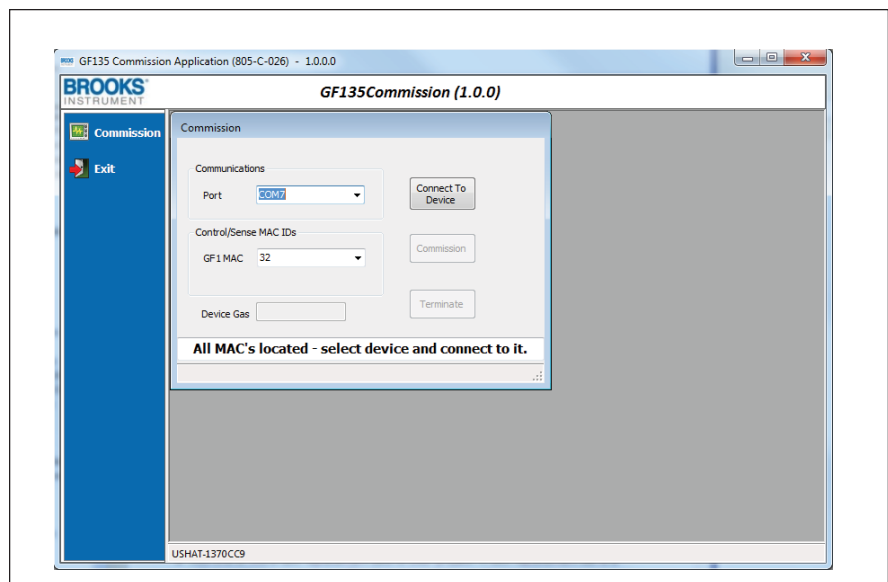 GF135 Commission Application (805-C-026) - 1.0.0.0
BROOKS
INSTRUMENT
GF135Commission (1.0.0)
Commission
Exit
Commission
Communications
Port COM7
Connect To
Device
Control/Sense MAC IDs
GF1 MAC 32
Commission
Device Gas
Terminate
All MAC's located - select device and connect to it.
USHAT-1370CC9